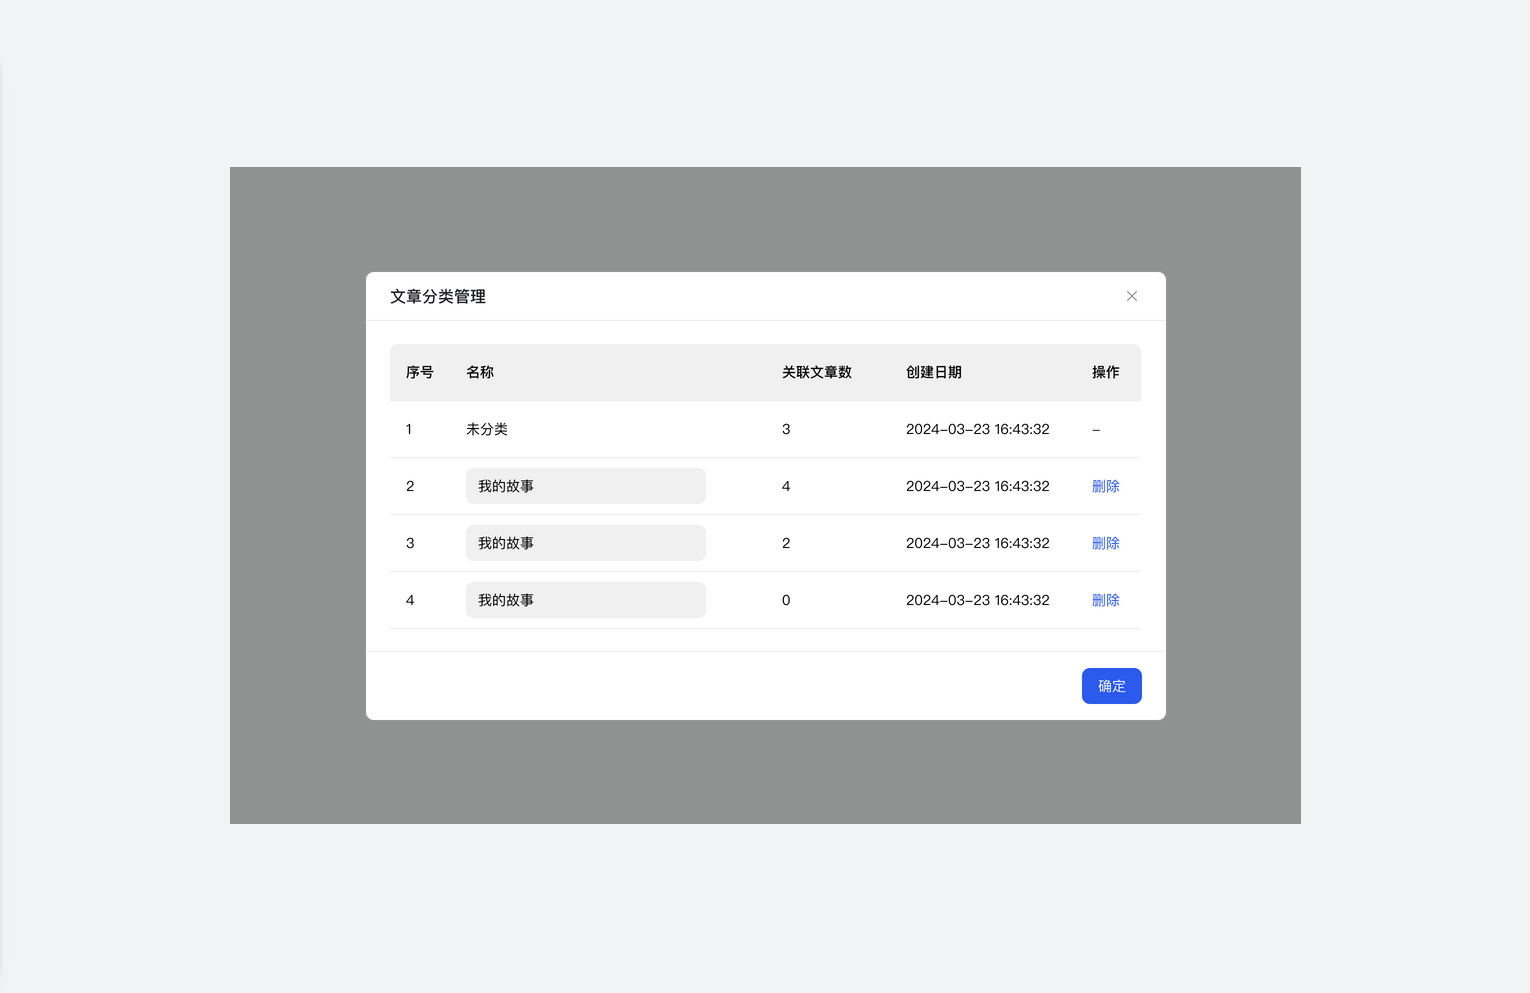 文章分类管理
序号 名称 关联文章数 创建日期 操作
1 未分类 3 2024-03-23 16:43:32 -
2 我的故事 4 2024-03-23 16:43:32 删除
3 我的故事 2 2024-03-23 16:43:32 删除
4 我的故事 0 2024-03-23 16:43:32 删除
确定